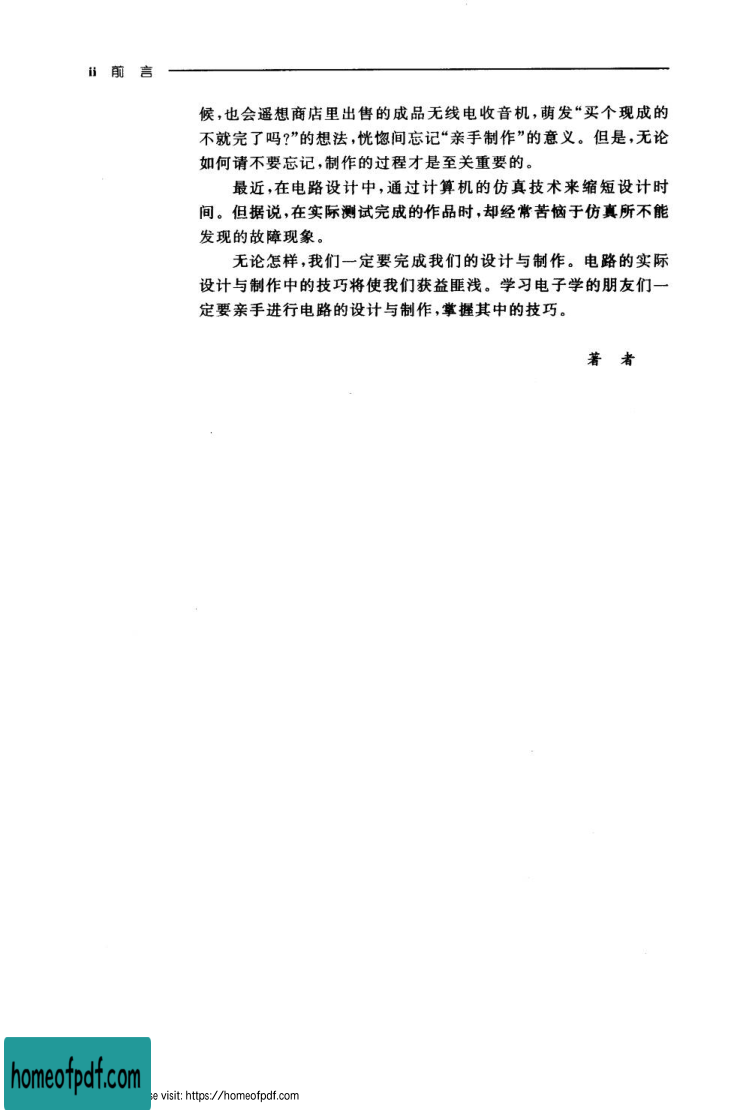 ii 前 言
候,也会遥想商店里出售的成品无线电收音机,萌发“买个现成的
不就完了吗?”的想法,恍惚间忘记“亲手制作”的意义。但是,无论
如何请不要忘记,制作的过程才是至关重要的。
最近,在电路设计中,通过计算机的仿真技术来缩短设计时
间。但据说,在实际测试完成的作品时,却经常苦恼于仿真所不能
发现的故障现象。
无论怎样,我们一定要完成我们的设计与制作。电路的实际
设计与制作中的技巧将使我们获益匪浅。学习电子学的朋友们一
定要亲手进行电路的设计与制作,掌握其中的技巧。
著 者
homeofpdf.com
se visit: https://homeofpdf.com